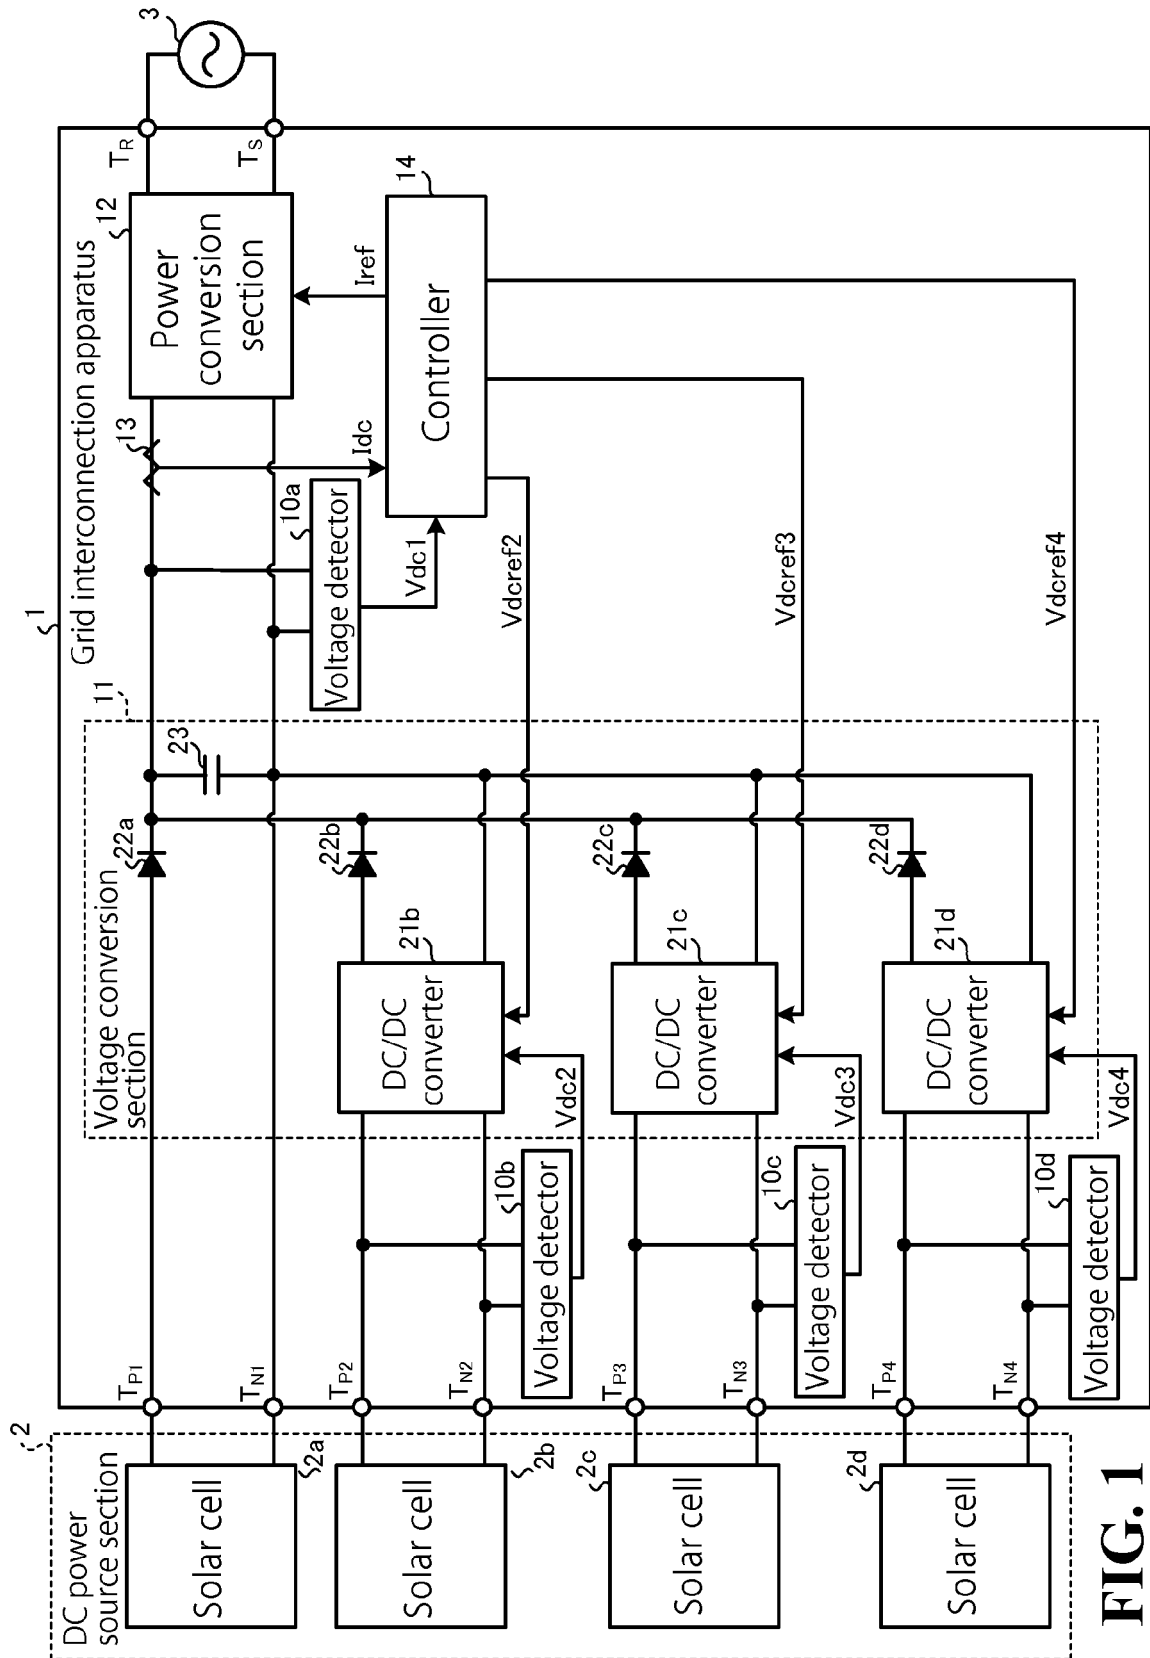 1
Grid interconnection apparatus
2
DC power
source section
Solar cell
2a
Solar cell
2b
Solar cell
2c
Solar cell
2d
TP1
TN1
TP2
TN2
TP3
TN3
TP4
TN4
Voltage detector
10b
Voltage detector
10c
Voltage detector
10d
Vdc2
Vdc3
Vdc4
11
Voltage conversion
section
22a
23
22b
22c
22d
DC/DC
converter
21b
DC/DC
converter
21c
DC/DC
converter
21d
Voltage detector
10a
Vdc1
13
Idc
Vdcref2
Vdcref3
Vdcref4
Controller
14
Iref
Power
conversion
section
12
TR
TS
3
FIG. 1